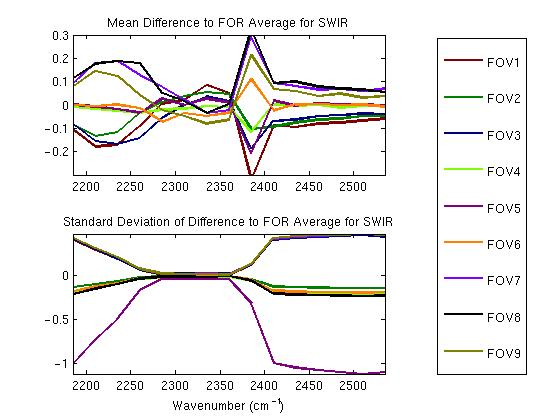 Mean Difference to FOR Average for SWIR
0.3
0.2
0.1
0
−0.1
−0.2
2200 2250 2300 2350 2400 2450 2500
Standard Deviation of Difference to FOR Average for SWIR
0
−0.5
−1
2200 2250 2300 2350 2400 2450 2500
Wavenumber (cm⁻¹)
FOV1
FOV2
FOV3
FOV4
FOV5
FOV6
FOV7
FOV8
FOV9